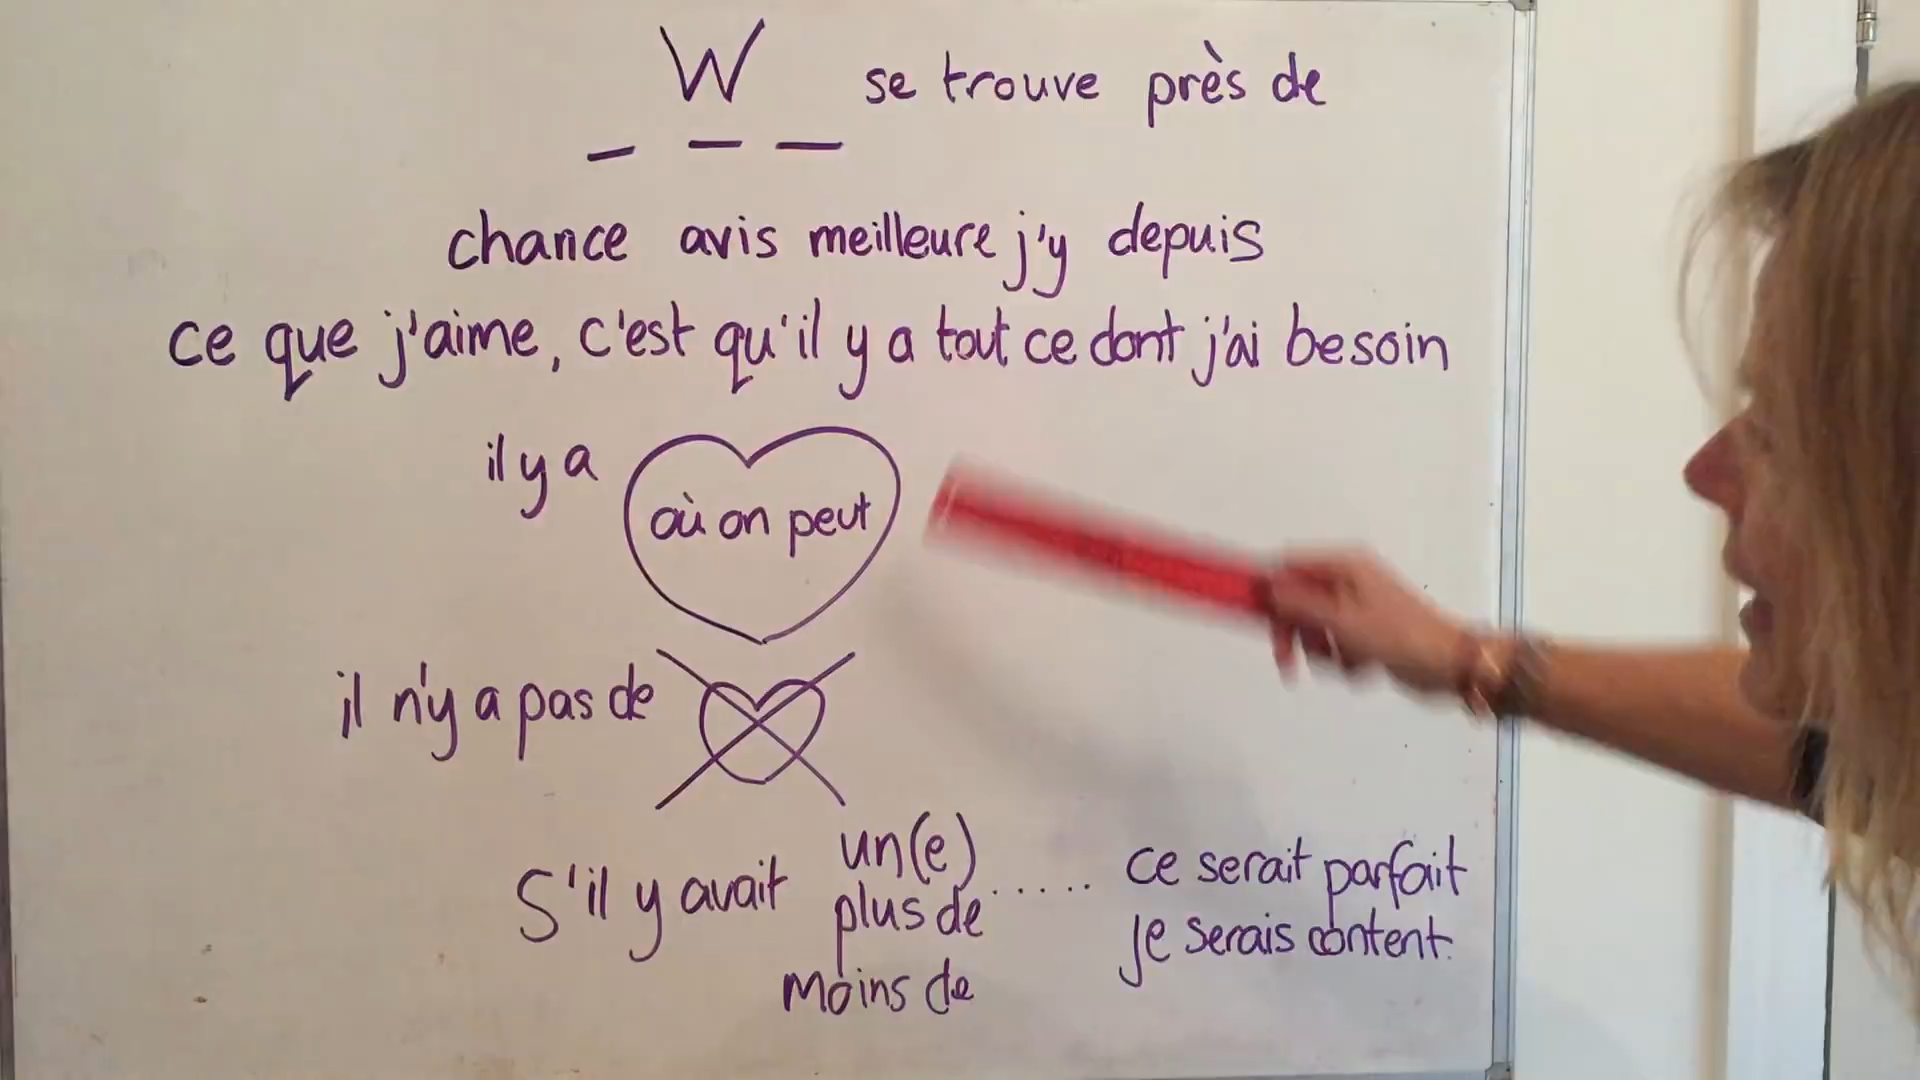 W se trouve près de
_ _ _
chance avis meilleure j'y depuis
ce que j'aime, c'est qu'il y a tout ce dont j'ai besoin
il y a où on peut
il n'y a pas de
S'il y avait un(e) ..... ce serait parfait
plus de je serais content.
moins de